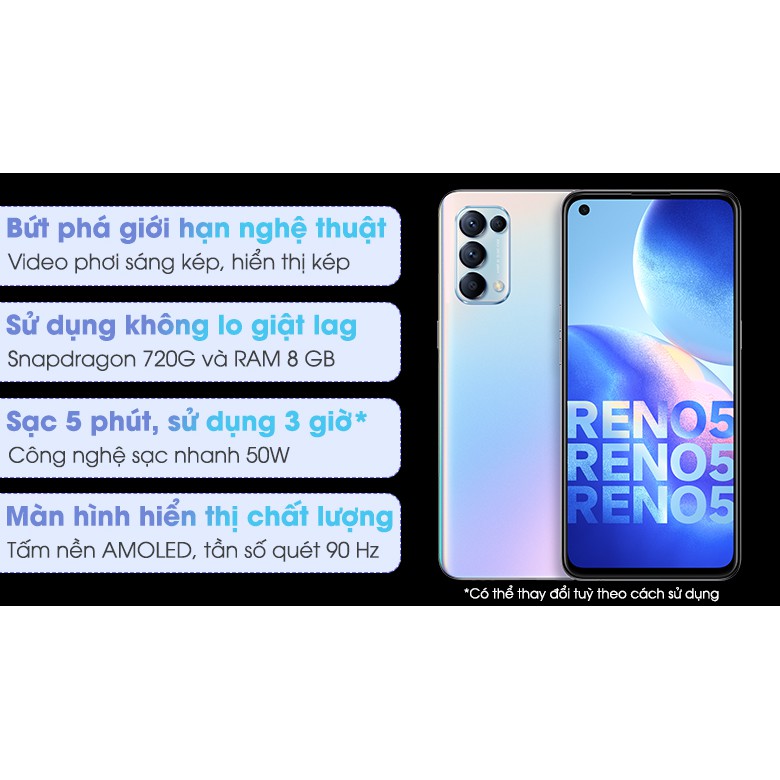 Bứt phá giới hạn nghệ thuật
Video phơi sáng kép, hiển thị kép
Sử dụng không lo giật lag
Snapdragon 720G và RAM 8 GB
Sạc 5 phút, sử dụng 3 giờ*
Công nghệ sạc nhanh 50W
Màn hình hiển thị chất lượng
Tấm nền AMOLED, tần số quét 90 Hz
RENO5
RENO5
RENO5
*Có thể thay đổi tuỳ theo cách sử dụng